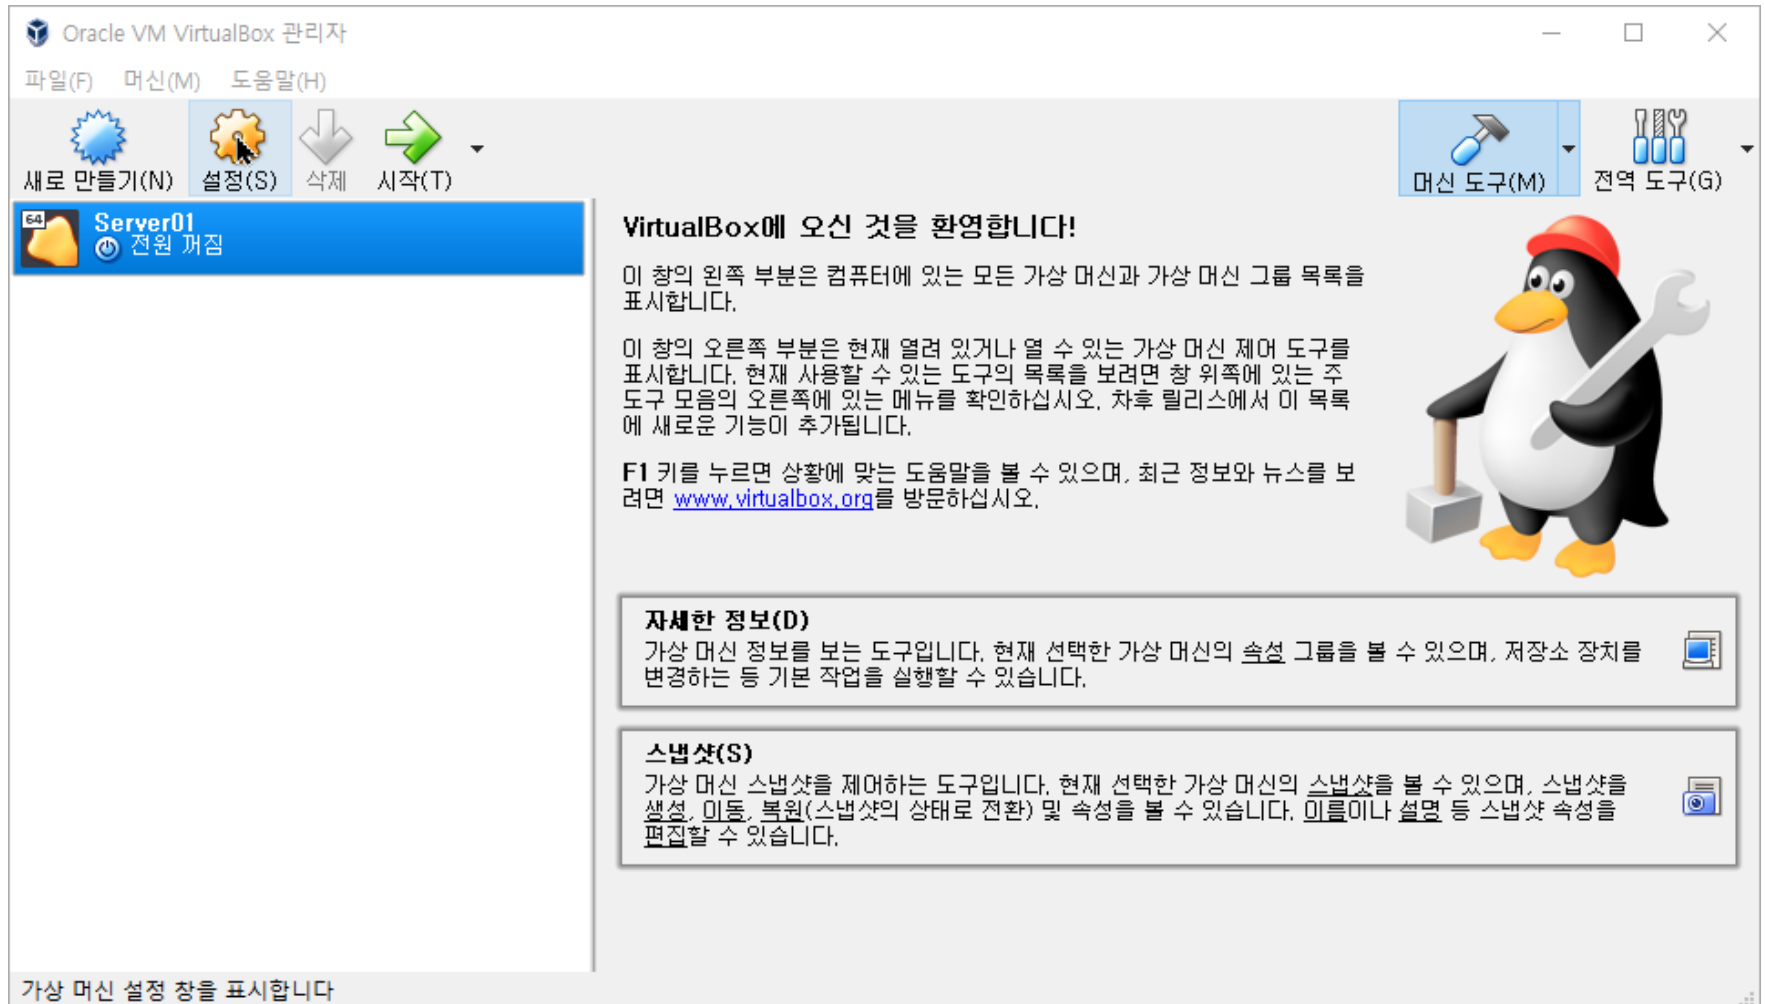 Oracle VM VirtualBox 관리자
파일(F) 머신(M) 도움말(H)
새로 만들기(N) 설정(S) 삭제 시작(T) 머신 도구(M) 전역 도구(G)
64 Server01
전원 꺼짐
VirtualBox에 오신 것을 환영합니다!
이 창의 왼쪽 부분은 컴퓨터에 있는 모든 가상 머신과 가상 머신 그룹 목록을
표시합니다.
이 창의 오른쪽 부분은 현재 열려 있거나 열 수 있는 가상 머신 제어 도구를
표시합니다. 현재 사용할 수 있는 도구의 목록을 보려면 창 위쪽에 있는 주
도구 모음의 오른쪽에 있는 메뉴를 확인하십시오. 차후 릴리스에서 이 목록
에 새로운 기능이 추가됩니다.
F1 키를 누르면 상황에 맞는 도움말을 볼 수 있으며, 최근 정보와 뉴스를 보
려면 www.virtualbox.org를 방문하십시오.
자세한 정보(D)
가상 머신 정보를 보는 도구입니다. 현재 선택한 가상 머신의 속성 그룹을 볼 수 있으며, 저장소 장치를
변경하는 등 기본 작업을 실행할 수 있습니다.
스냅샷(S)
가상 머신 스냅샷을 제어하는 도구입니다. 현재 선택한 가상 머신의 스냅샷을 볼 수 있으며, 스냅샷을
생성, 이동, 복원(스냅샷의 상태로 전환) 및 속성을 볼 수 있습니다. 이름이나 설명 등 스냅샷 속성을
편집할 수 있습니다.
가상 머신 설정 창을 표시합니다